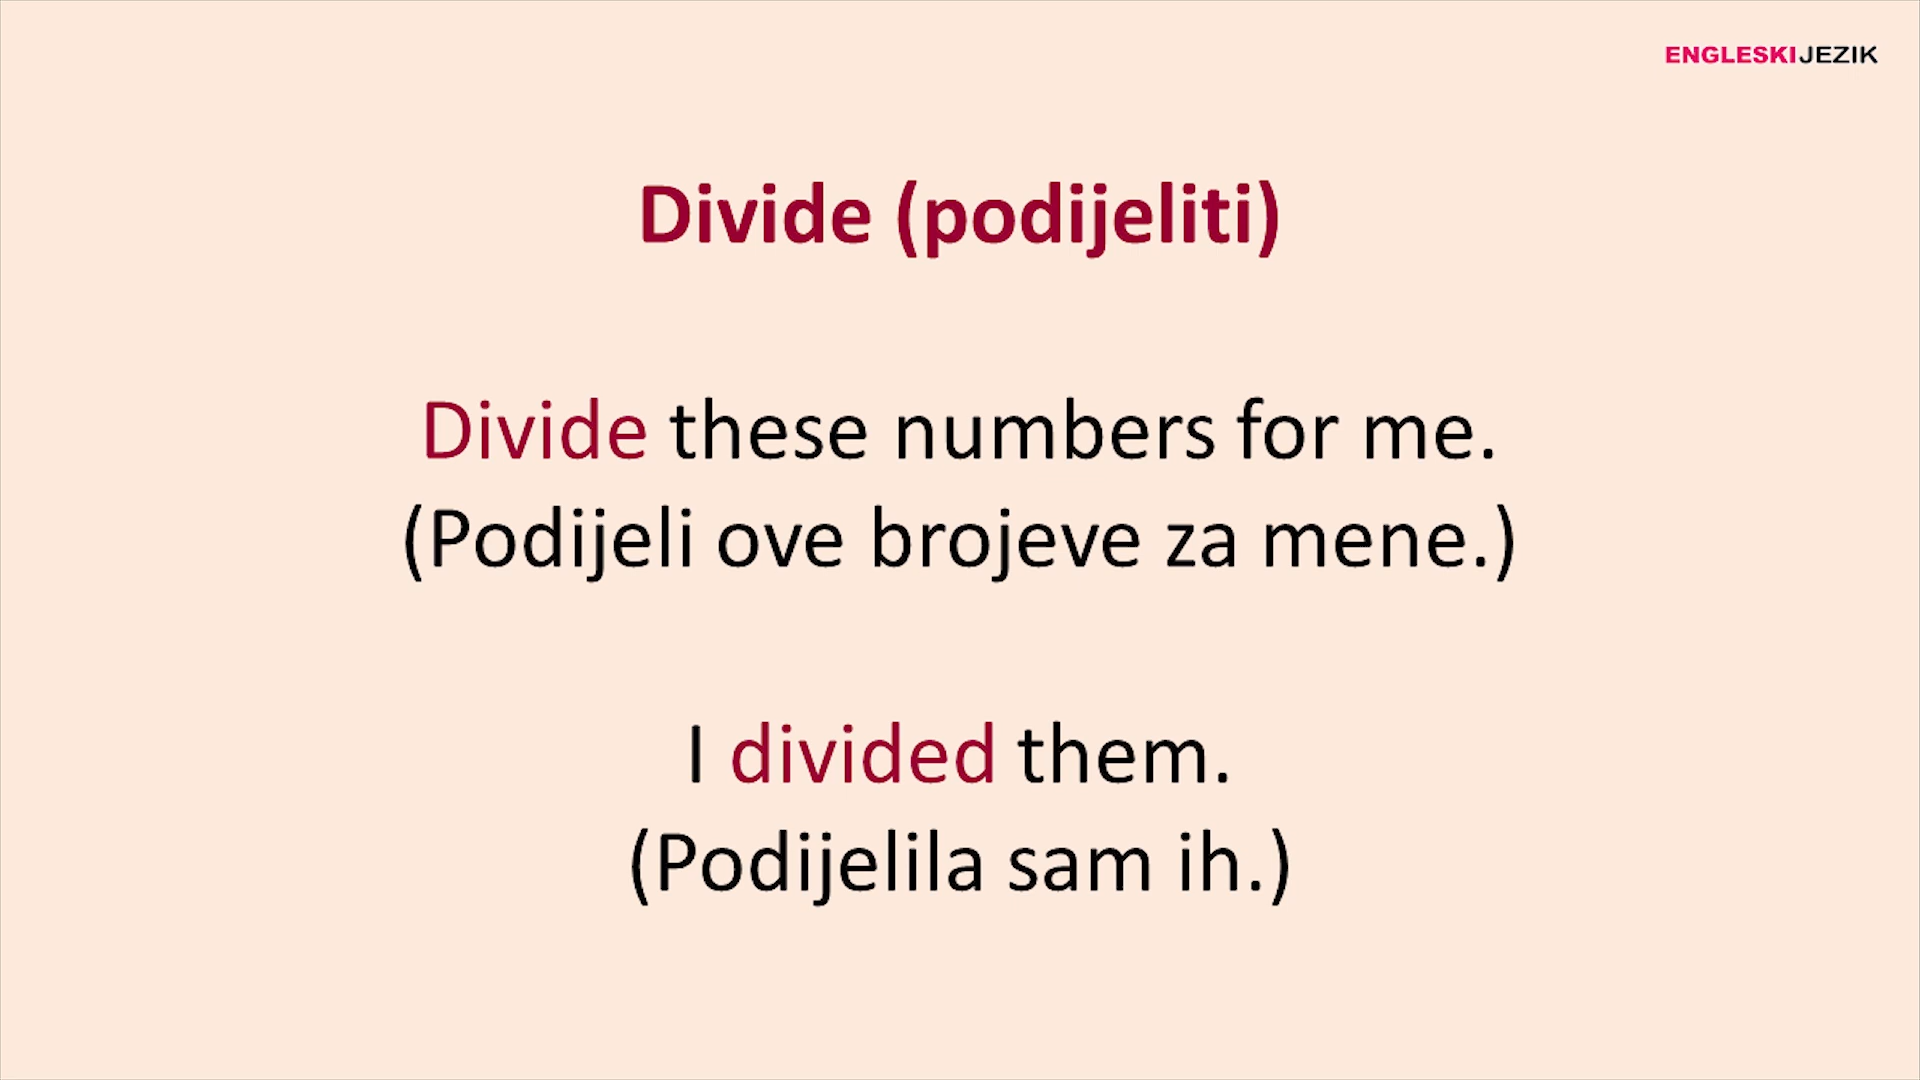 ENGLESKIJEZIK
Divide (podijeliti)
Divide these numbers for me.
(Podijeli ove brojeve za mene.)
I divided them.
(Podijelila sam ih.)